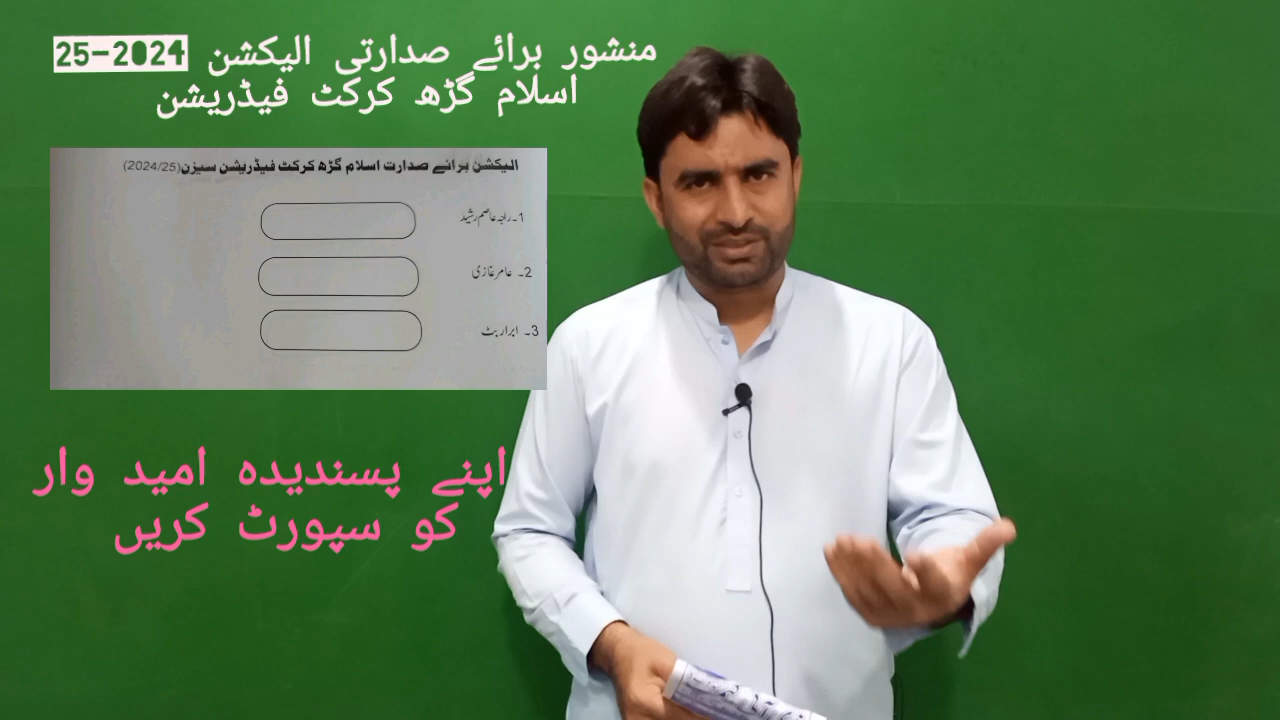 منشور برائے صدارتی الیکشن 2024-25
اسلام گڑھ کرکٹ فیڈریشن
الیکشن برائے صدارت اسلام گڑھ کرکٹ فیڈریشن سیزن(2024/25)
1۔ راجہ عاصم رشید
2۔ عامر غازی
3۔ ابرار بٹ
اپنے پسندیدہ امید وار
کو سپورٹ کریں